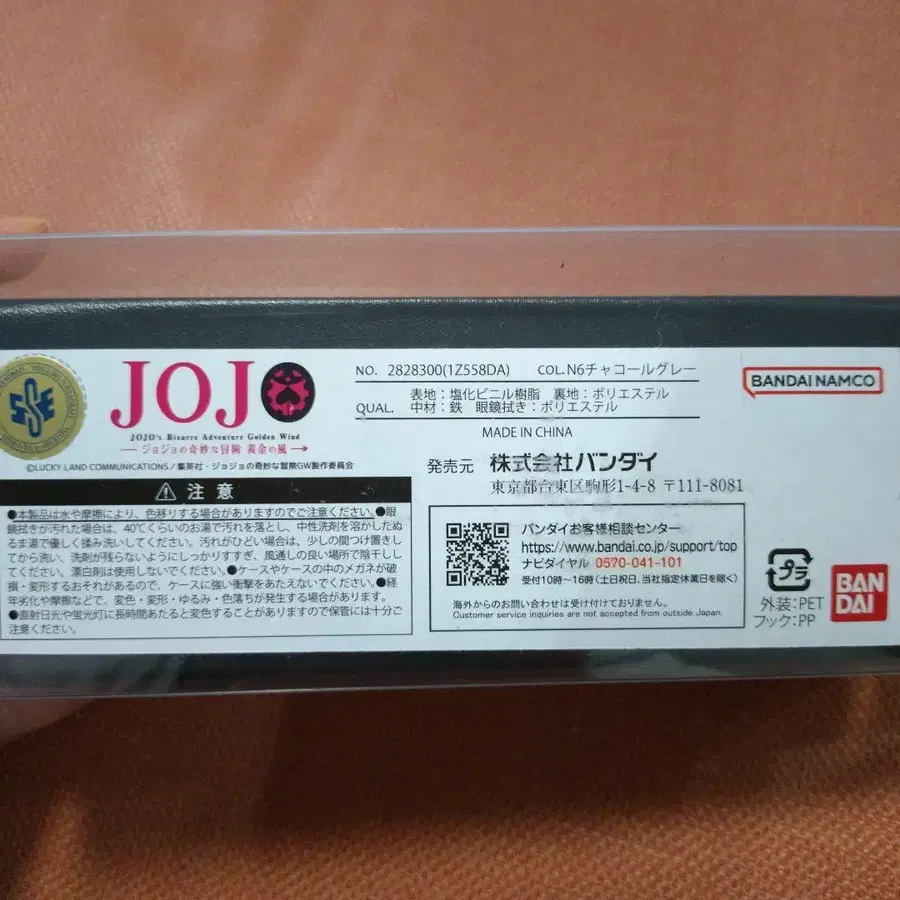 JOJO
JOJO's Bizarre Adventure Golden Wind
ジョジョの奇妙な冒険 黄金の風
©LUCKY LAND COMMUNICATIONS／集英社・ジョジョの奇妙な冒険GW製作委員会
注意
●本製品は水や摩擦により、色移りする場合がありますのでご注意ください。●眼
鏡拭きが汚れた場合は、40℃くらいのお湯で汚れを落とし、中性洗剤を溶かしたぬ
るま湯で優しく揉み洗いしてください。汚れがひどい場合は、少しの間つけ置きし
てから洗い、洗剤が残らないようにしっかりすすぎ、風通しの良い場所で陰干しし
てください。漂白剤は使用しないでください。●ケースやケースの中のメガネが破
損・変形するおそれがあるので、ケースに強い衝撃をあたえないでください。●経
年劣化や摩擦などで、変色・変形・ゆるみ・色落ちが発生する場合があります。
●直射日光や蛍光灯に長時間あたると変色することがありますので保管には十分ご
注意ください。
NO. 2828300(1Z558DA) COL.N6チャコールグレー
表地：塩化ビニル樹脂 裏地：ポリエステル
QUAL. 中材：鉄 眼鏡拭き：ポリエステル
MADE IN CHINA
発売元 株式会社バンダイ
東京都台東区駒形1-4-8 〒111-8081
バンダイお客様相談センター
https://www.bandai.co.jp/support/top
ナビダイヤル 0570-041-101
受付10時～16時(土日祝日、当社指定休業日を除く)
海外からのお問い合わせは受け付けておりません。
Customer service inquiries are not accepted from outside Japan.
BANDAI NAMCO
プラ
外装：PET
フック：PP
BAN
DAI